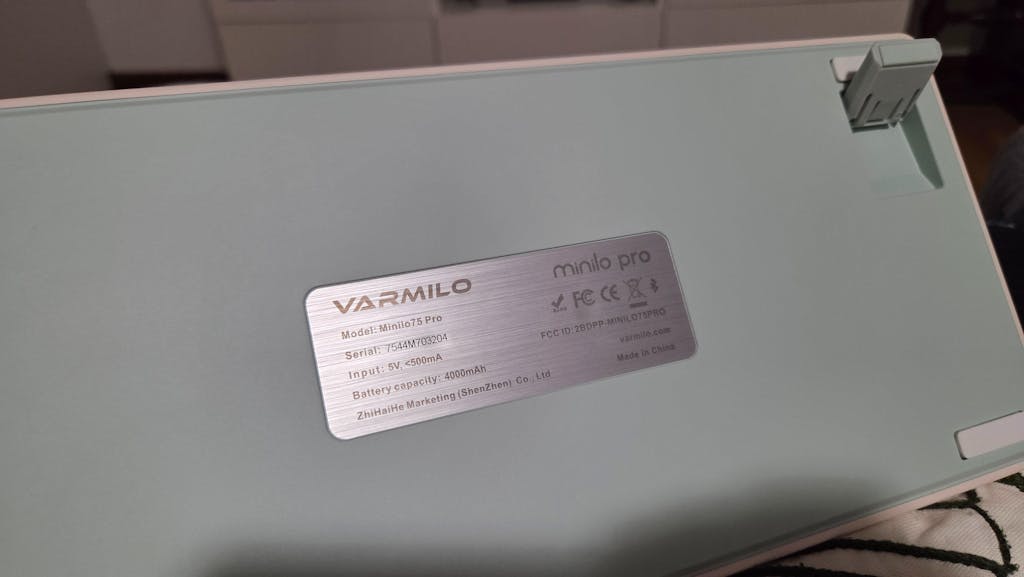 VARMILO
Model: Minilo75 Pro
Serial: 7544M703204
Input: 5V, <500mA
Battery capacity: 4000mAh
ZhiHaiHe Marketing (ShenZhen) Co., Ltd
minilo pro
FC CE
FCC ID:2BDPP-MINILO75PRO
varmilo.com
Made in China